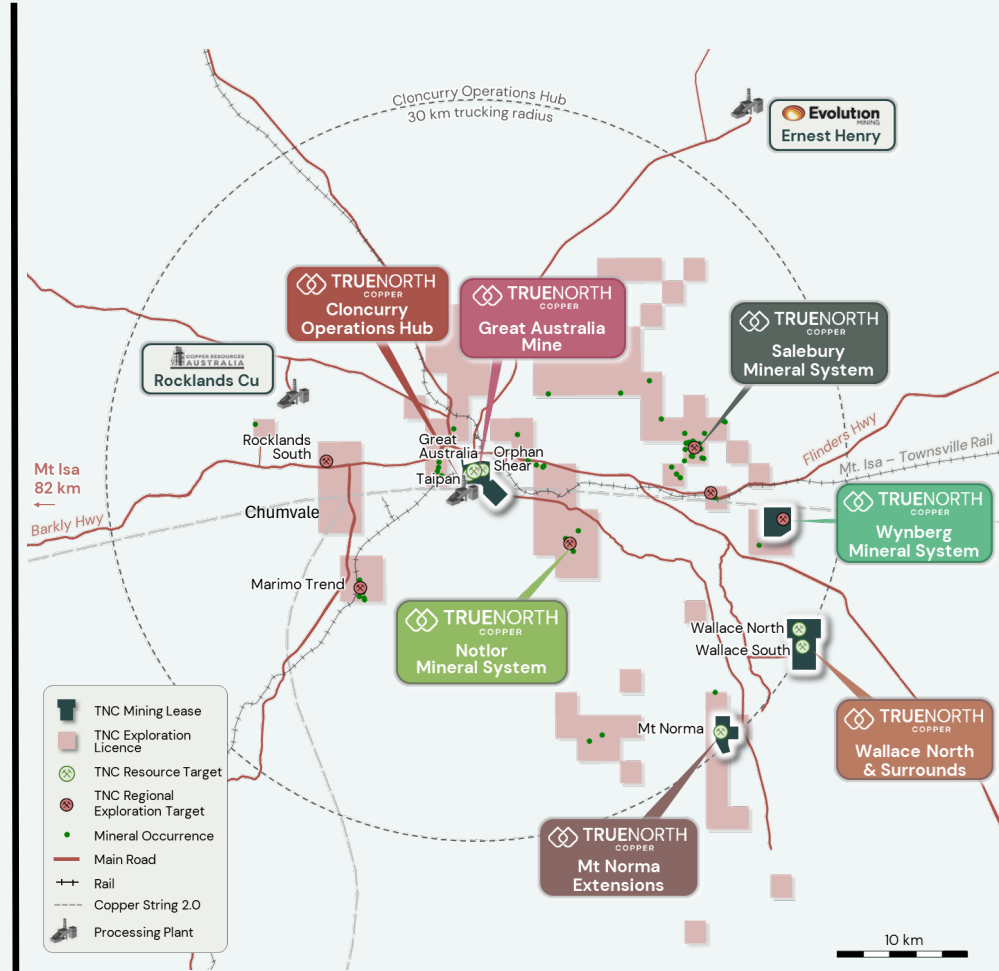 Cloncurry Operations Hub
30 km trucking radius
Evolution
MINING
Ernest Henry
TRUENORTH
COPPER
Cloncurry
Operations Hub
TRUENORTH
COPPER
Great Australia
Mine
TRUENORTH
COPPER
Salebury
Mineral System
COPPER RESOURCES
AUSTRALIA
Rocklands Cu
Rocklands
South
Great
Australia
Orphan
Shear
Taipan
Flinders Hwy
Mt. Isa – Townsville Rail
Mt Isa
82 km
Barkly Hwy
Chumvale
TRUENORTH
COPPER
Wynberg
Mineral System
Marimo Trend
TRUENORTH
COPPER
Notlor
Mineral System
Wallace North
Wallace South
TNC Mining Lease
TNC Exploration
Licence
TNC Resource Target
TNC Regional
Exploration Target
Mineral Occurrence
Main Road
Rail
Copper String 2.0
Processing Plant
Mt Norma
TRUENORTH
COPPER
Wallace North
& Surrounds
TRUENORTH
COPPER
Mt Norma
Extensions
10 km